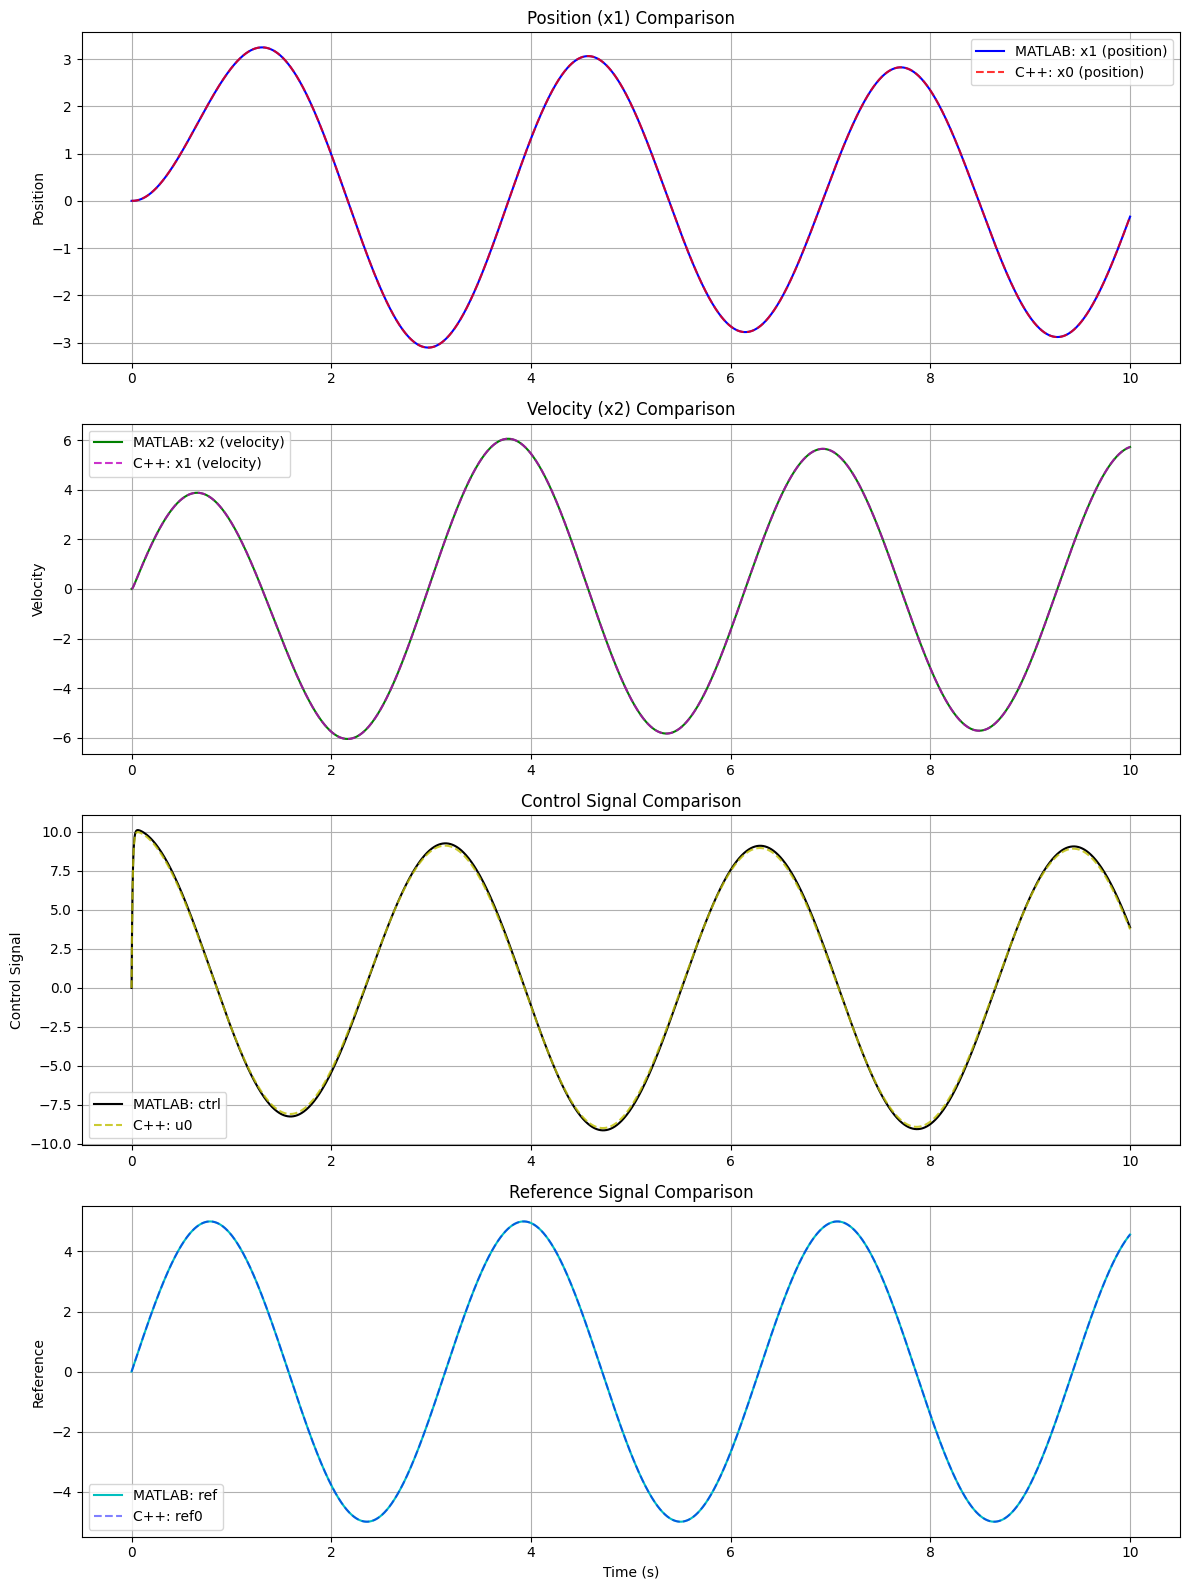 Position (x1) Comparison
MATLAB: x1 (position)
C++: x0 (position)
Position
3
2
1
0
−1
−2
−3
0 2 4 6 8 10
Velocity (x2) Comparison
MATLAB: x2 (velocity)
C++: x1 (velocity)
Velocity
6
4
2
0
−2
−4
−6
0 2 4 6 8 10
Control Signal Comparison
Control Signal
10.0
7.5
5.0
2.5
0.0
−2.5
−5.0
−7.5
−10.0
MATLAB: ctrl
C++: u0
0 2 4 6 8 10
Reference Signal Comparison
Reference
4
2
0
−2
−4
MATLAB: ref
C++: ref0
0 2 4 6 8 10
Time (s)